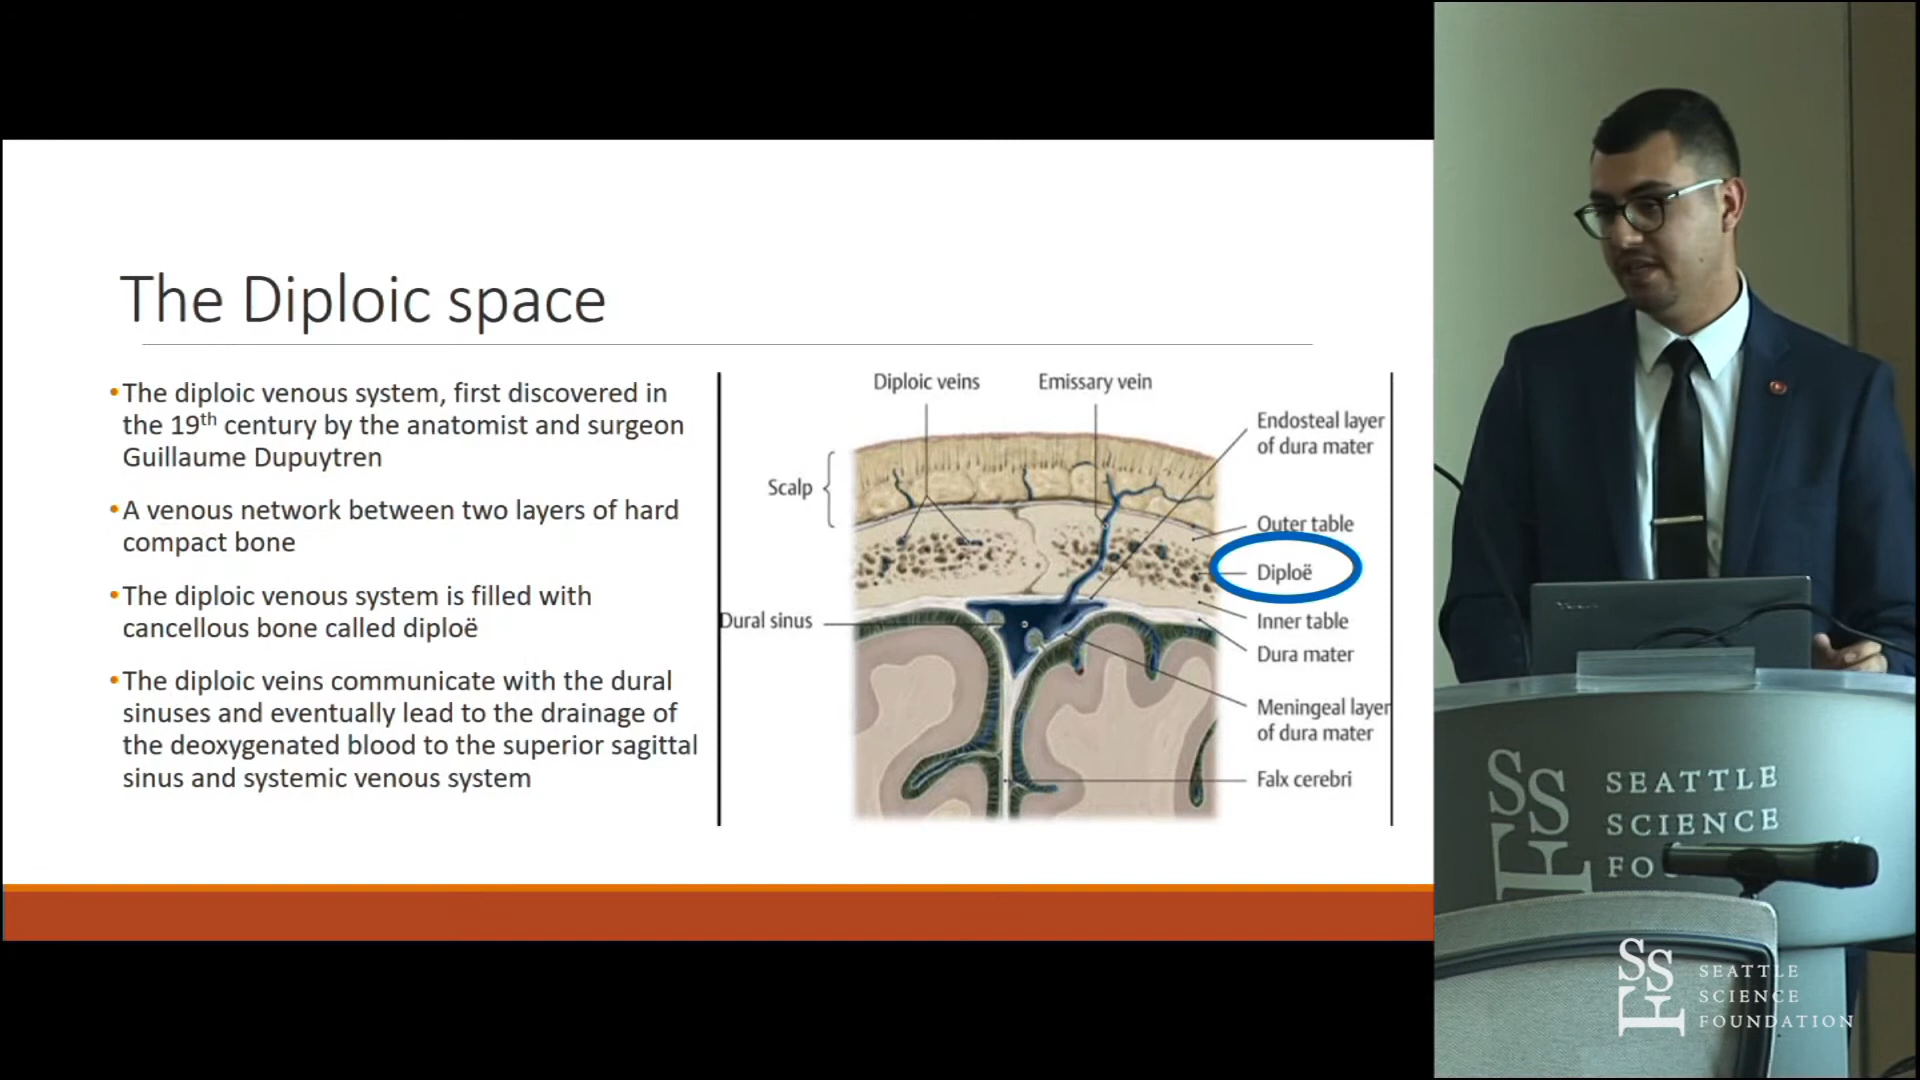 The Diploic space
•The diploic venous system, first discovered in
the 19th century by the anatomist and surgeon
Guillaume Dupuytren
•A venous network between two layers of hard
compact bone
•The diploic venous system is filled with
cancellous bone called diploë
•The diploic veins communicate with the dural
sinuses and eventually lead to the drainage of
the deoxygenated blood to the superior sagittal
sinus and systemic venous system
Diploic veins
Emissary vein
Endosteal layer
of dura mater
Scalp
Outer table
Diploë
Inner table
Dural sinus
Dura mater
Meningeal layer
of dura mater
Falx cerebri
SSF
SEATTLE
SCIENCE
FO
SSF
SEATTLE
SCIENCE
FOUNDATION